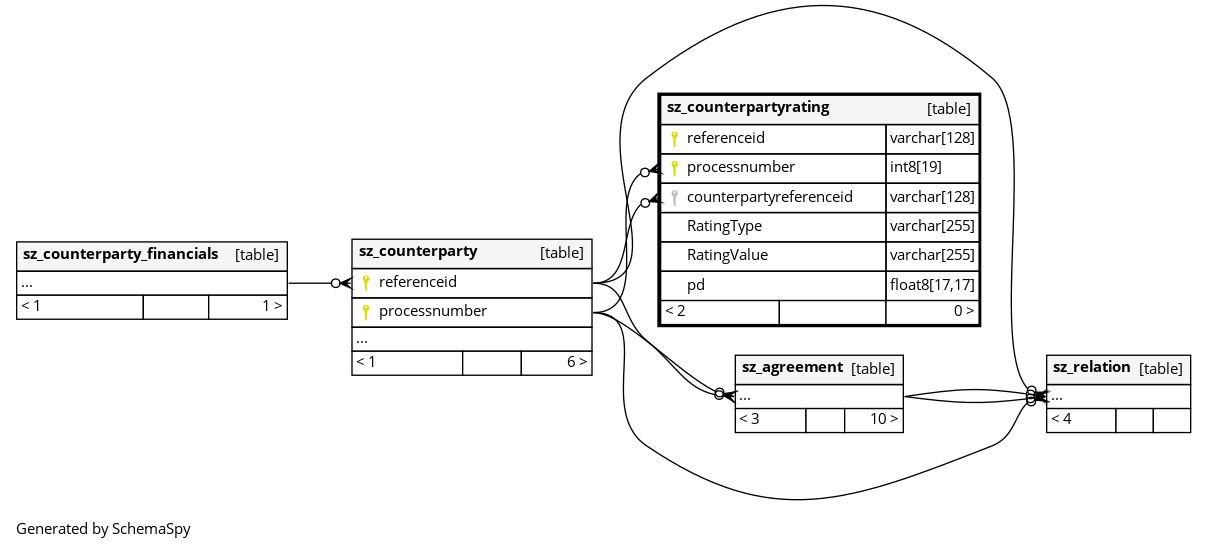 sz_counterpartyrating [table]
referenceid varchar[128]
processnumber int8[19]
counterpartyreferenceid varchar[128]
RatingType varchar[255]
RatingValue varchar[255]
pd float8[17,17]
< 2 0 >
sz_counterparty_financials [table]
...
< 1 1 >
sz_counterparty [table]
referenceid
processnumber
...
< 1 6 >
sz_agreement [table]
...
< 3 10 >
sz_relation [table]
...
< 4
Generated by SchemaSpy